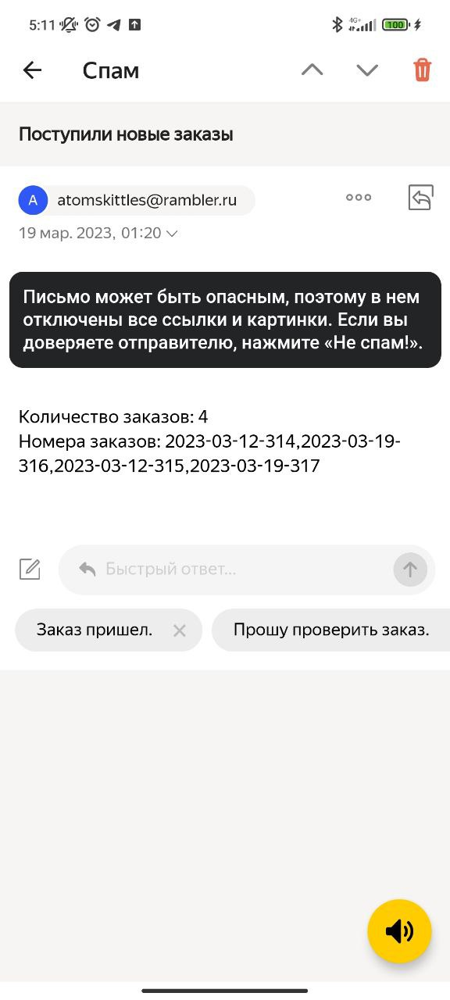 5:11
4G+
100
Спам
Поступили новые заказы
A
atomskittles@rambler.ru
19 мар. 2023, 01:20
Письмо может быть опасным, поэтому в нем
отключены все ссылки и картинки. Если вы
доверяете отправителю, нажмите «Не спам!».
Количество заказов: 4
Номера заказов: 2023-03-12-314,2023-03-19-
316,2023-03-12-315,2023-03-19-317
Быстрый ответ...
Заказ пришел.
Прошу проверить заказ.